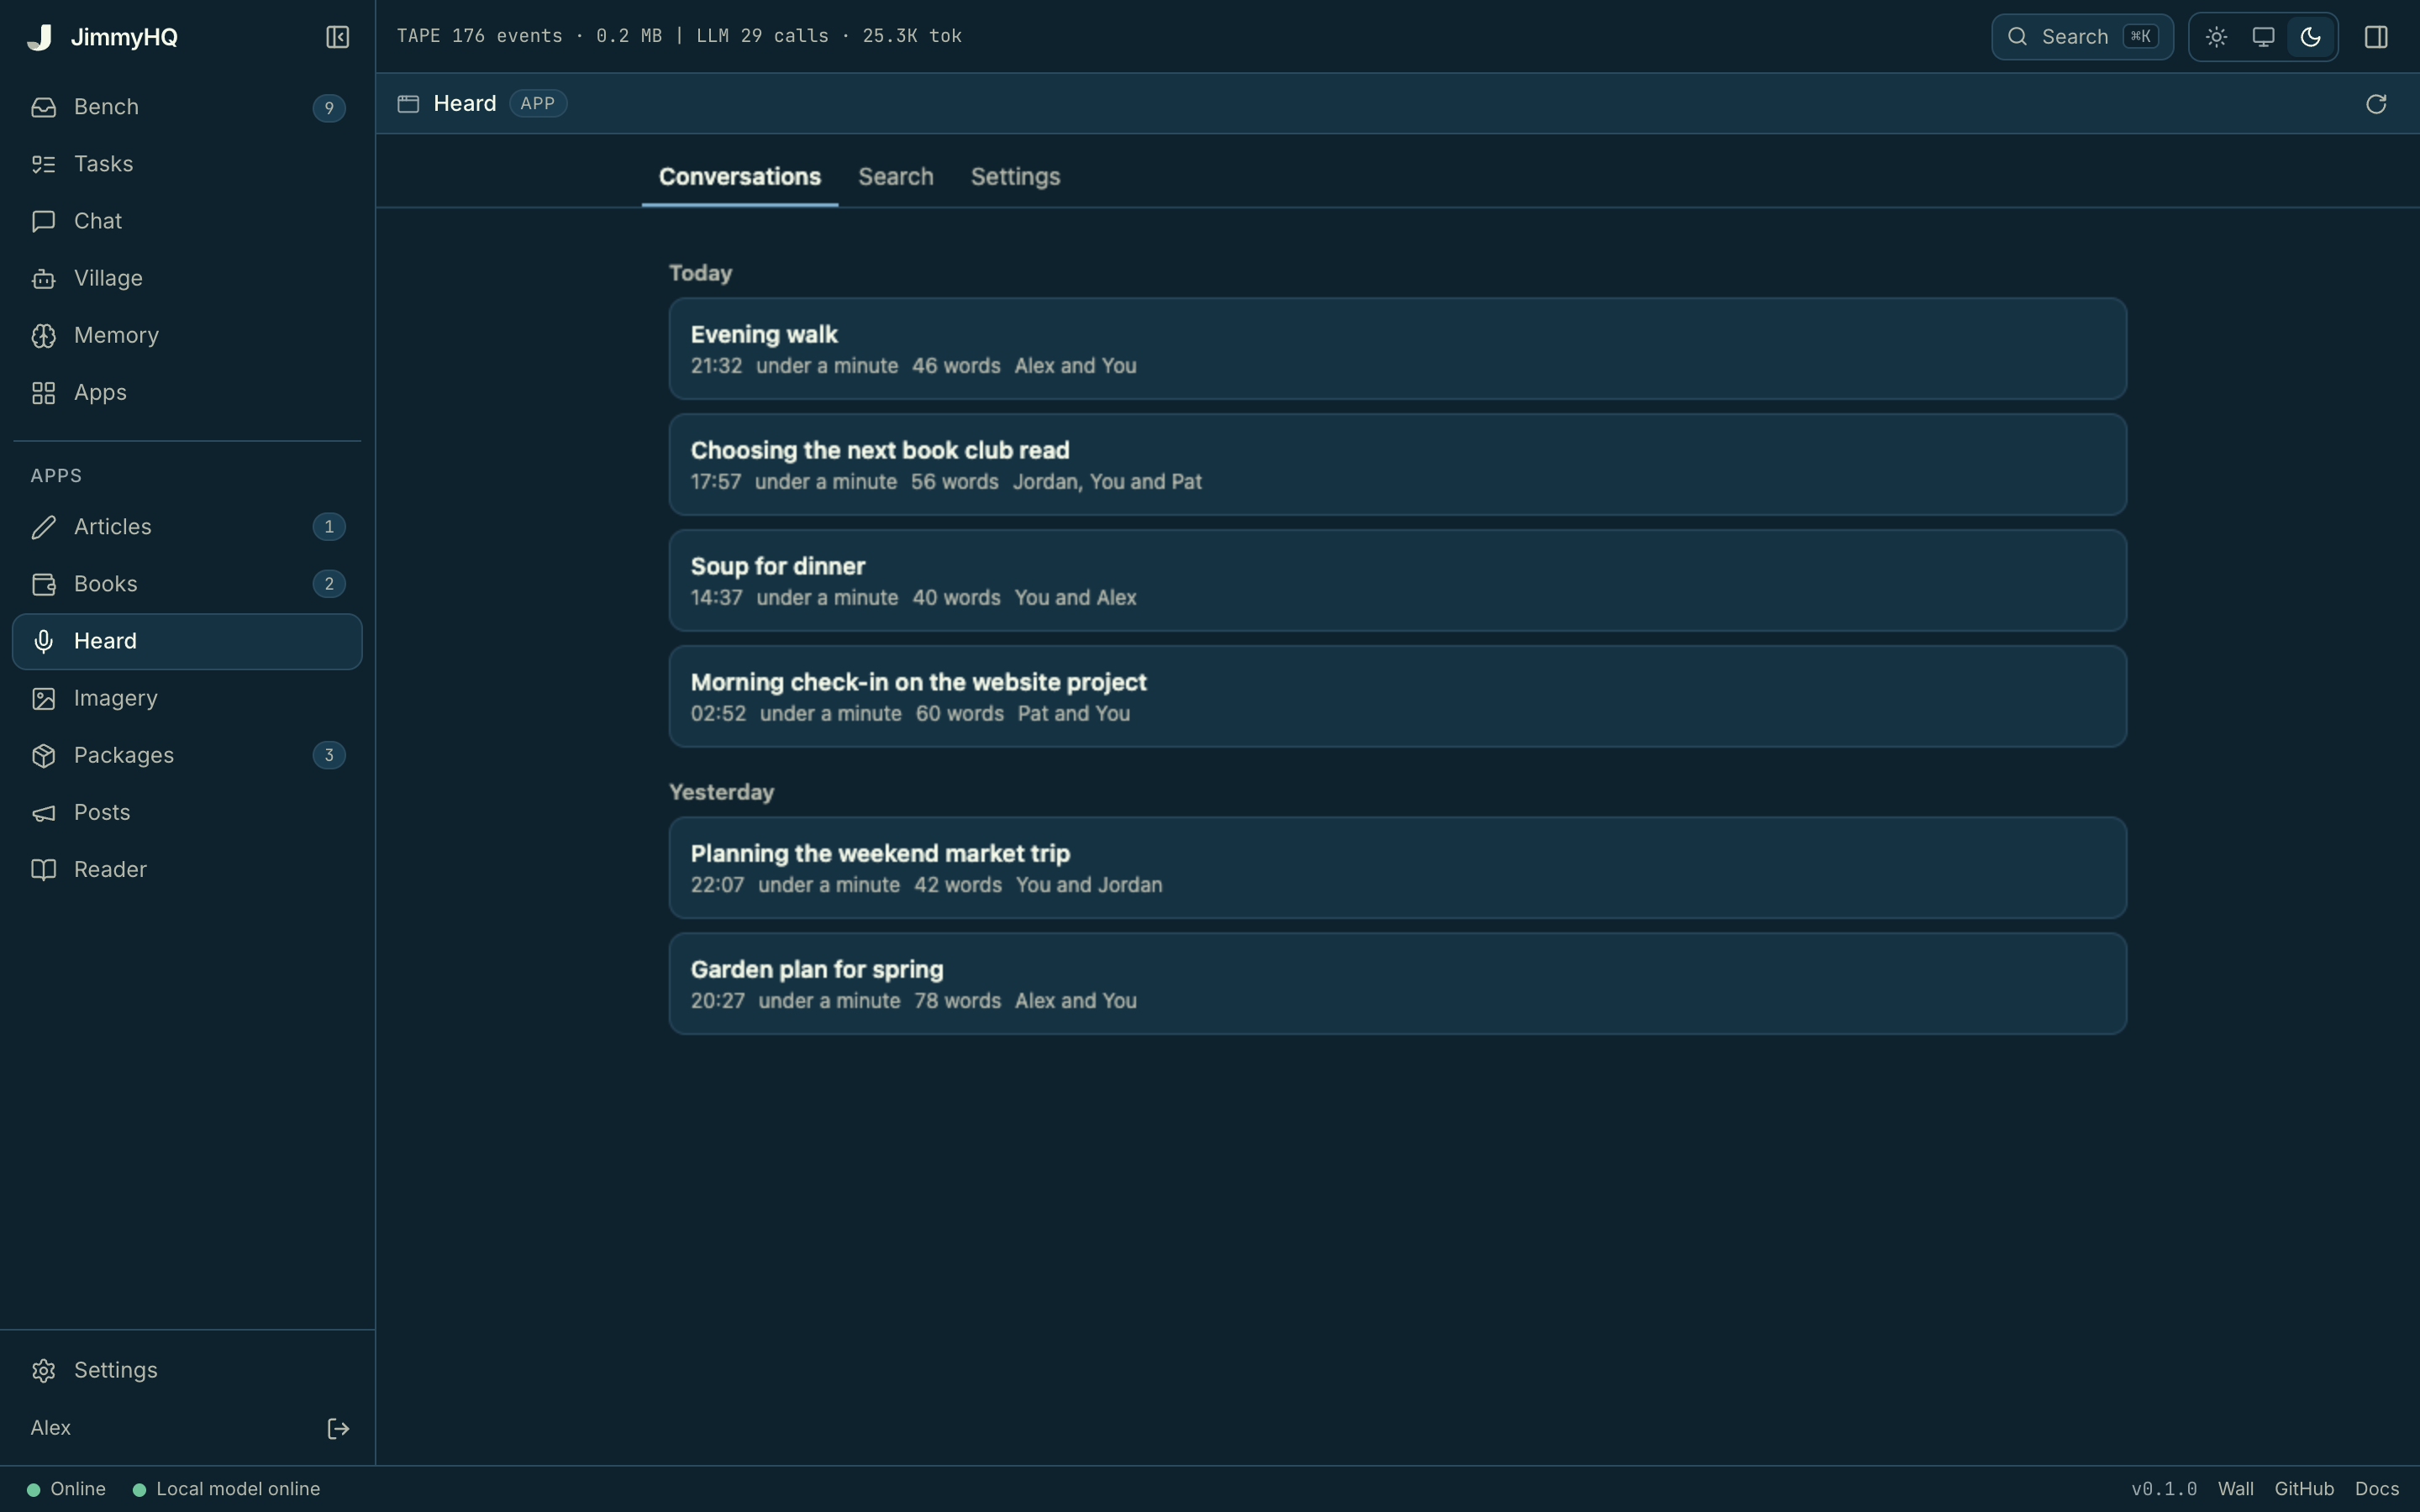 JimmyHQ
TAPE 176 events · 0.2 MB | LLM 29 calls · 25.3K tok
Search ⌘K
Bench 9
Tasks
Chat
Village
Memory
Apps
APPS
Articles 1
Books 2
Heard
Imagery
Packages 3
Posts
Reader
Settings
Alex
Heard APP
Conversations Search Settings
Today
Evening walk
21:32 under a minute 46 words Alex and You
Choosing the next book club read
17:57 under a minute 56 words Jordan, You and Pat
Soup for dinner
14:37 under a minute 40 words You and Alex
Morning check-in on the website project
02:52 under a minute 60 words Pat and You
Yesterday
Planning the weekend market trip
22:07 under a minute 42 words You and Jordan
Garden plan for spring
20:27 under a minute 78 words Alex and You
Online Local model online
v0.1.0 Wall GitHub Docs